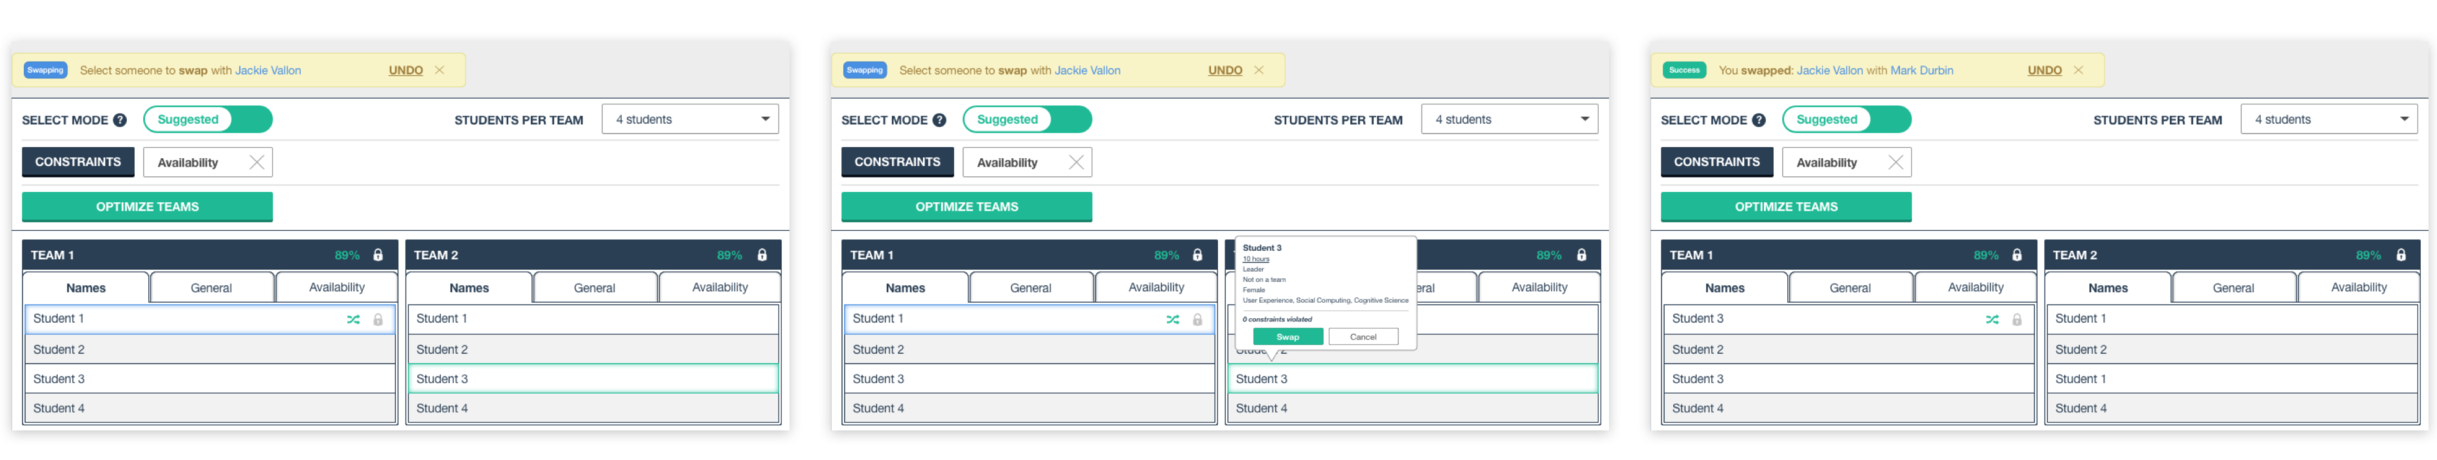 Swapping Select someone to swap with Jackie Vallon UNDO
SELECT MODE ? Suggested STUDENTS PER TEAM 4 students
CONSTRAINTS Availability
OPTIMIZE TEAMS
TEAM 1 89% TEAM 2 89%
Names General Availability Names General Availability
Student 1 Student 1
Student 2 Student 2
Student 3 Student 3
Student 4 Student 4
Swapping Select someone to swap with Jackie Vallon UNDO
SELECT MODE ? Suggested STUDENTS PER TEAM 4 students
CONSTRAINTS Availability
OPTIMIZE TEAMS
TEAM 1 89% 89%
Names General Availability eral Availability
Student 1
Student 2
Student 3 Student 3
Student 4 Student 4
Student 3
10 hours
Leader
Not on a team
Female
User Experience, Social Computing, Cognitive Science
0 constraints violated
Swap Cancel
Success You swapped: Jackie Vallon with Mark Durbin UNDO
SELECT MODE ? Suggested STUDENTS PER TEAM 4 students
CONSTRAINTS Availability
OPTIMIZE TEAMS
TEAM 1 89% TEAM 2 89%
Names General Availability Names General Availability
Student 3 Student 1
Student 2 Student 2
Student 3 Student 1
Student 4 Student 4